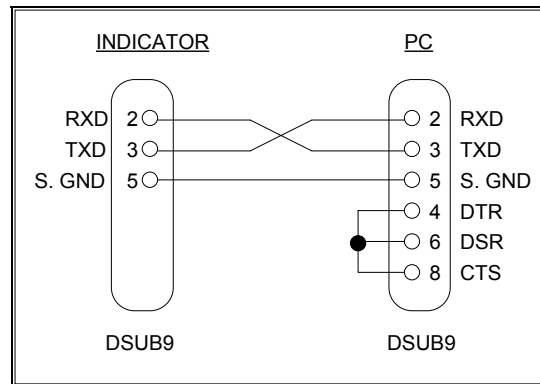 INDICATOR PC
RXD 2 2 RXD
TXD 3 3 TXD
S. GND 5 5 S. GND
4 DTR
6 DSR
8 CTS
DSUB9 DSUB9